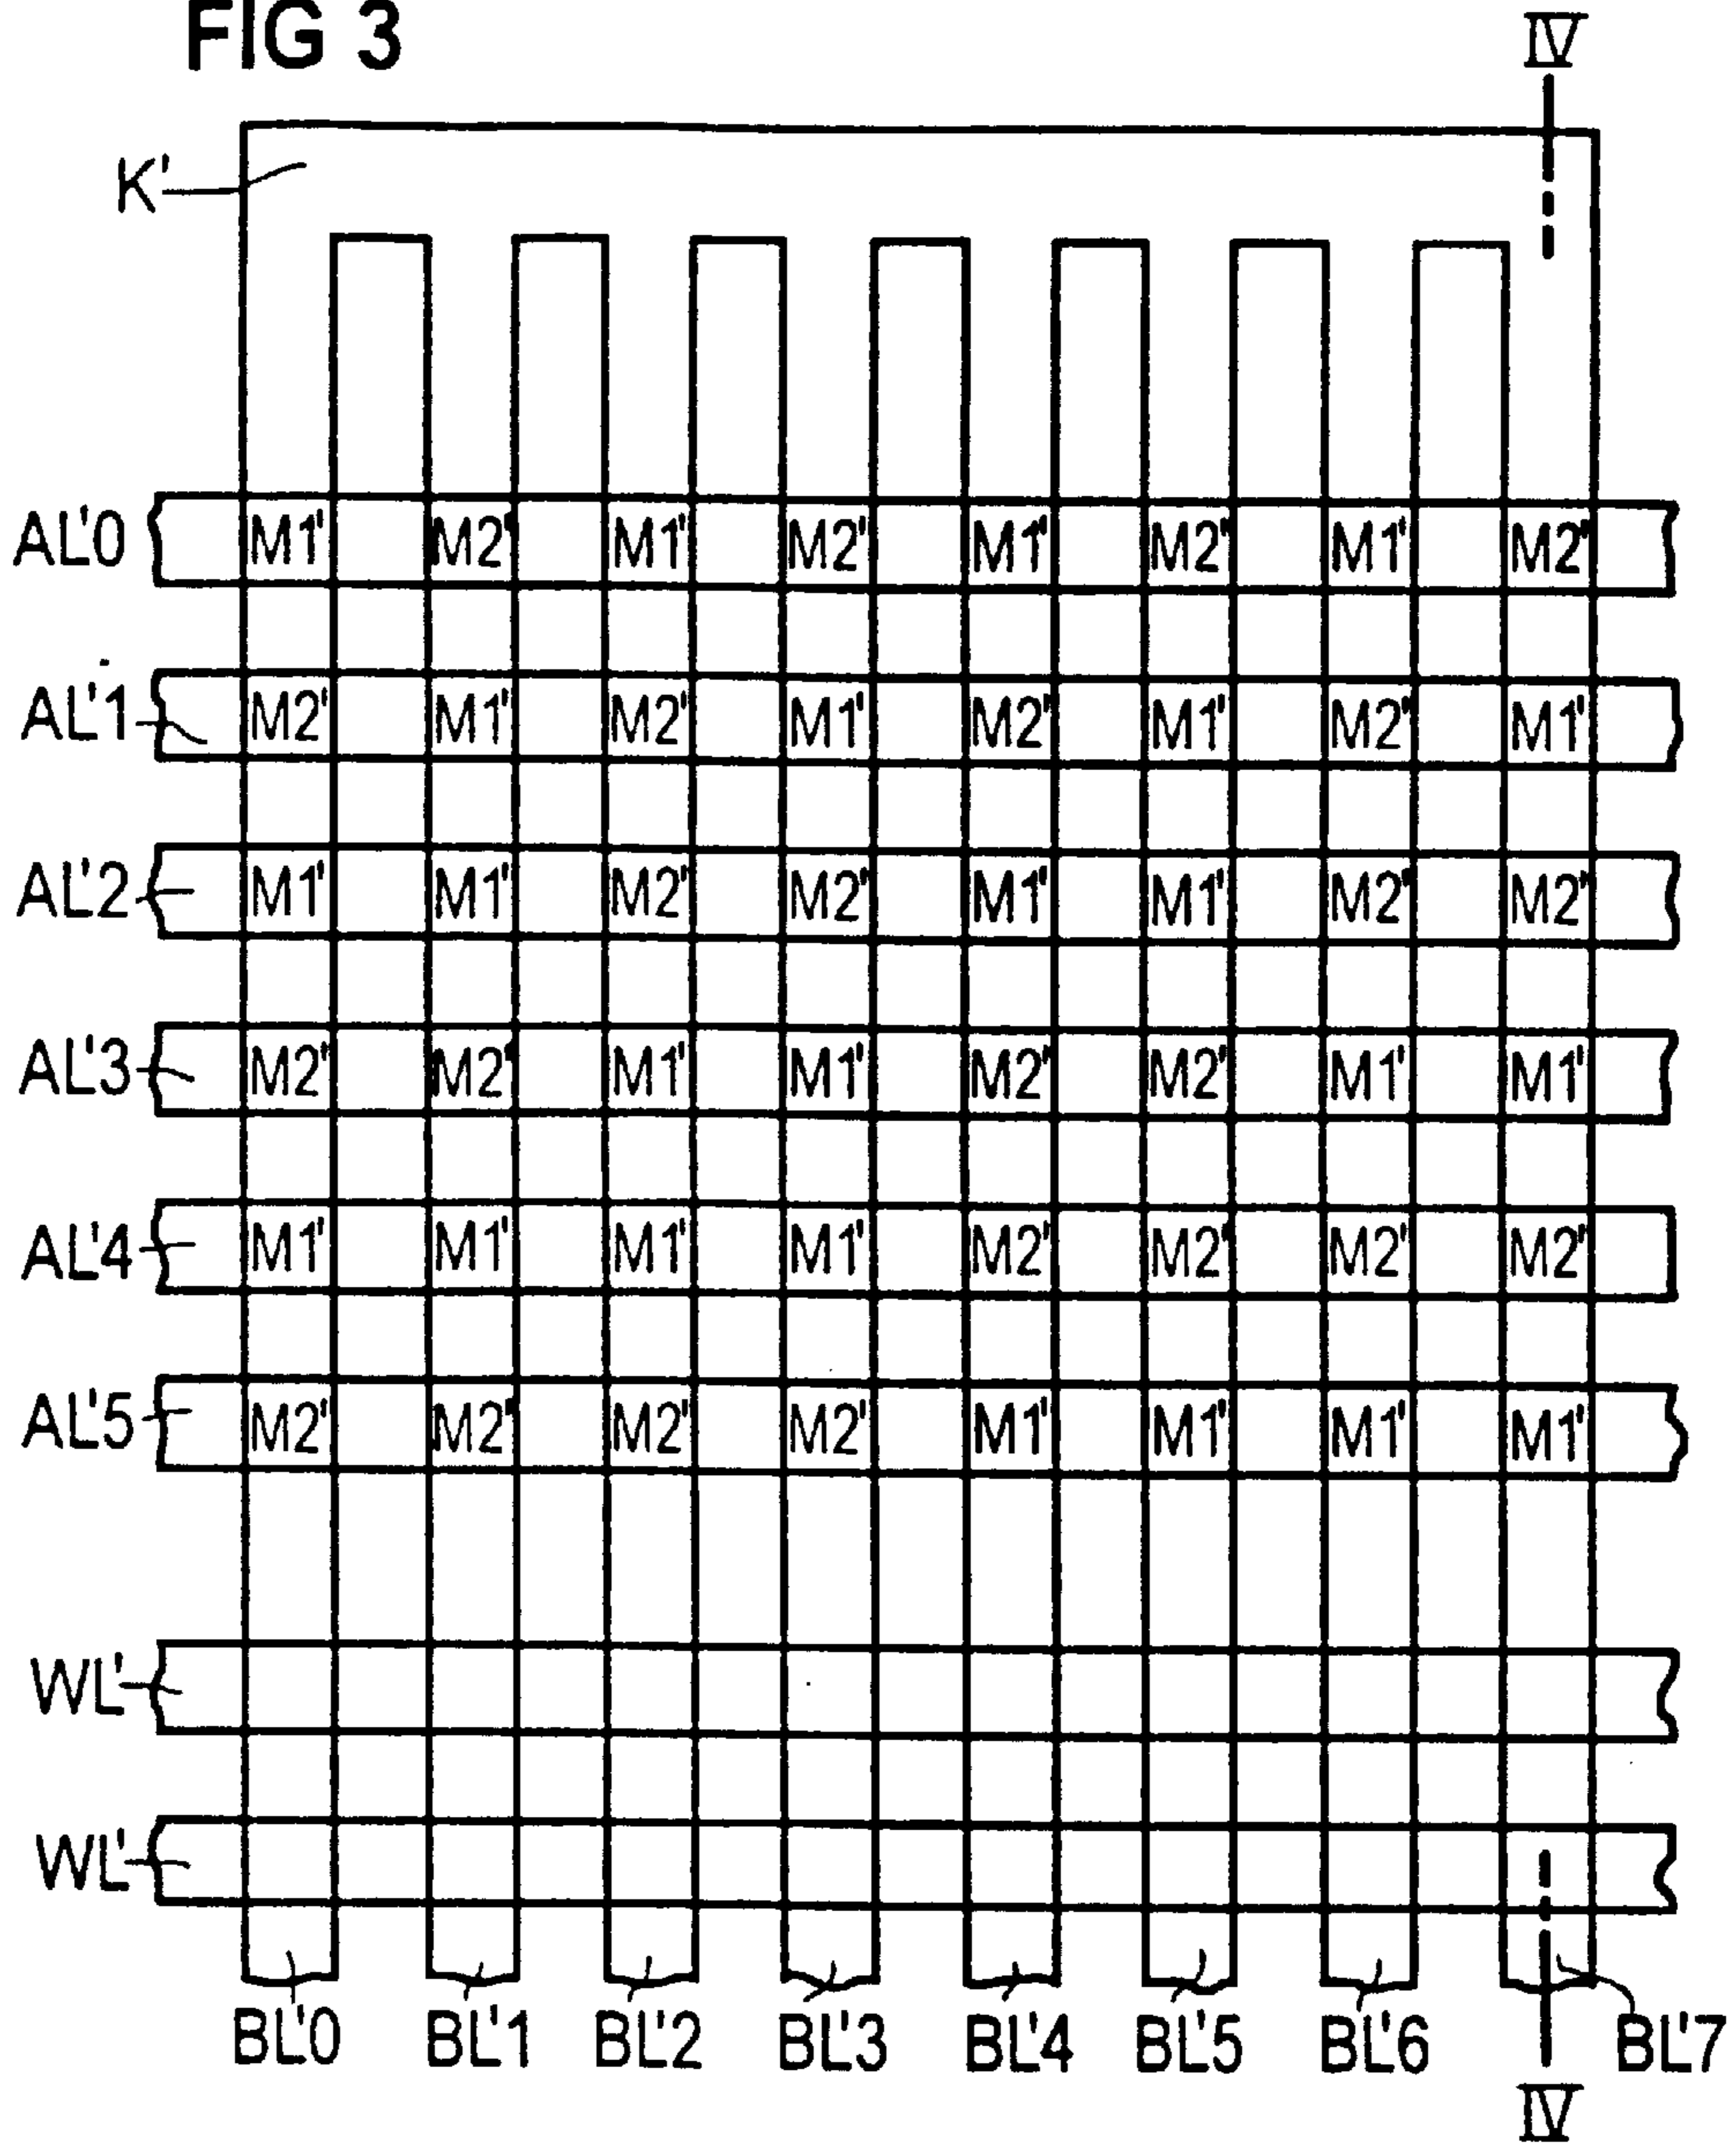 FIG 3
IV
K'
AL'0 M1' M2' M1' M2' M1' M2' M1' M2'
AL'1 M2' M1' M2' M1' M2' M1' M2' M1'
AL'2 M1' M1' M2' M2' M1' M1' M2' M2'
AL'3 M2' M2' M1' M1' M2' M2' M1' M1'
AL'4 M1' M1' M1' M1' M2' M2' M2' M2'
AL'5 M2' M2' M2' M2' M1' M1' M1' M1'
WL'
WL'
BL'0 BL'1 BL'2 BL'3 BL'4 BL'5 BL'6 BL'7
IV